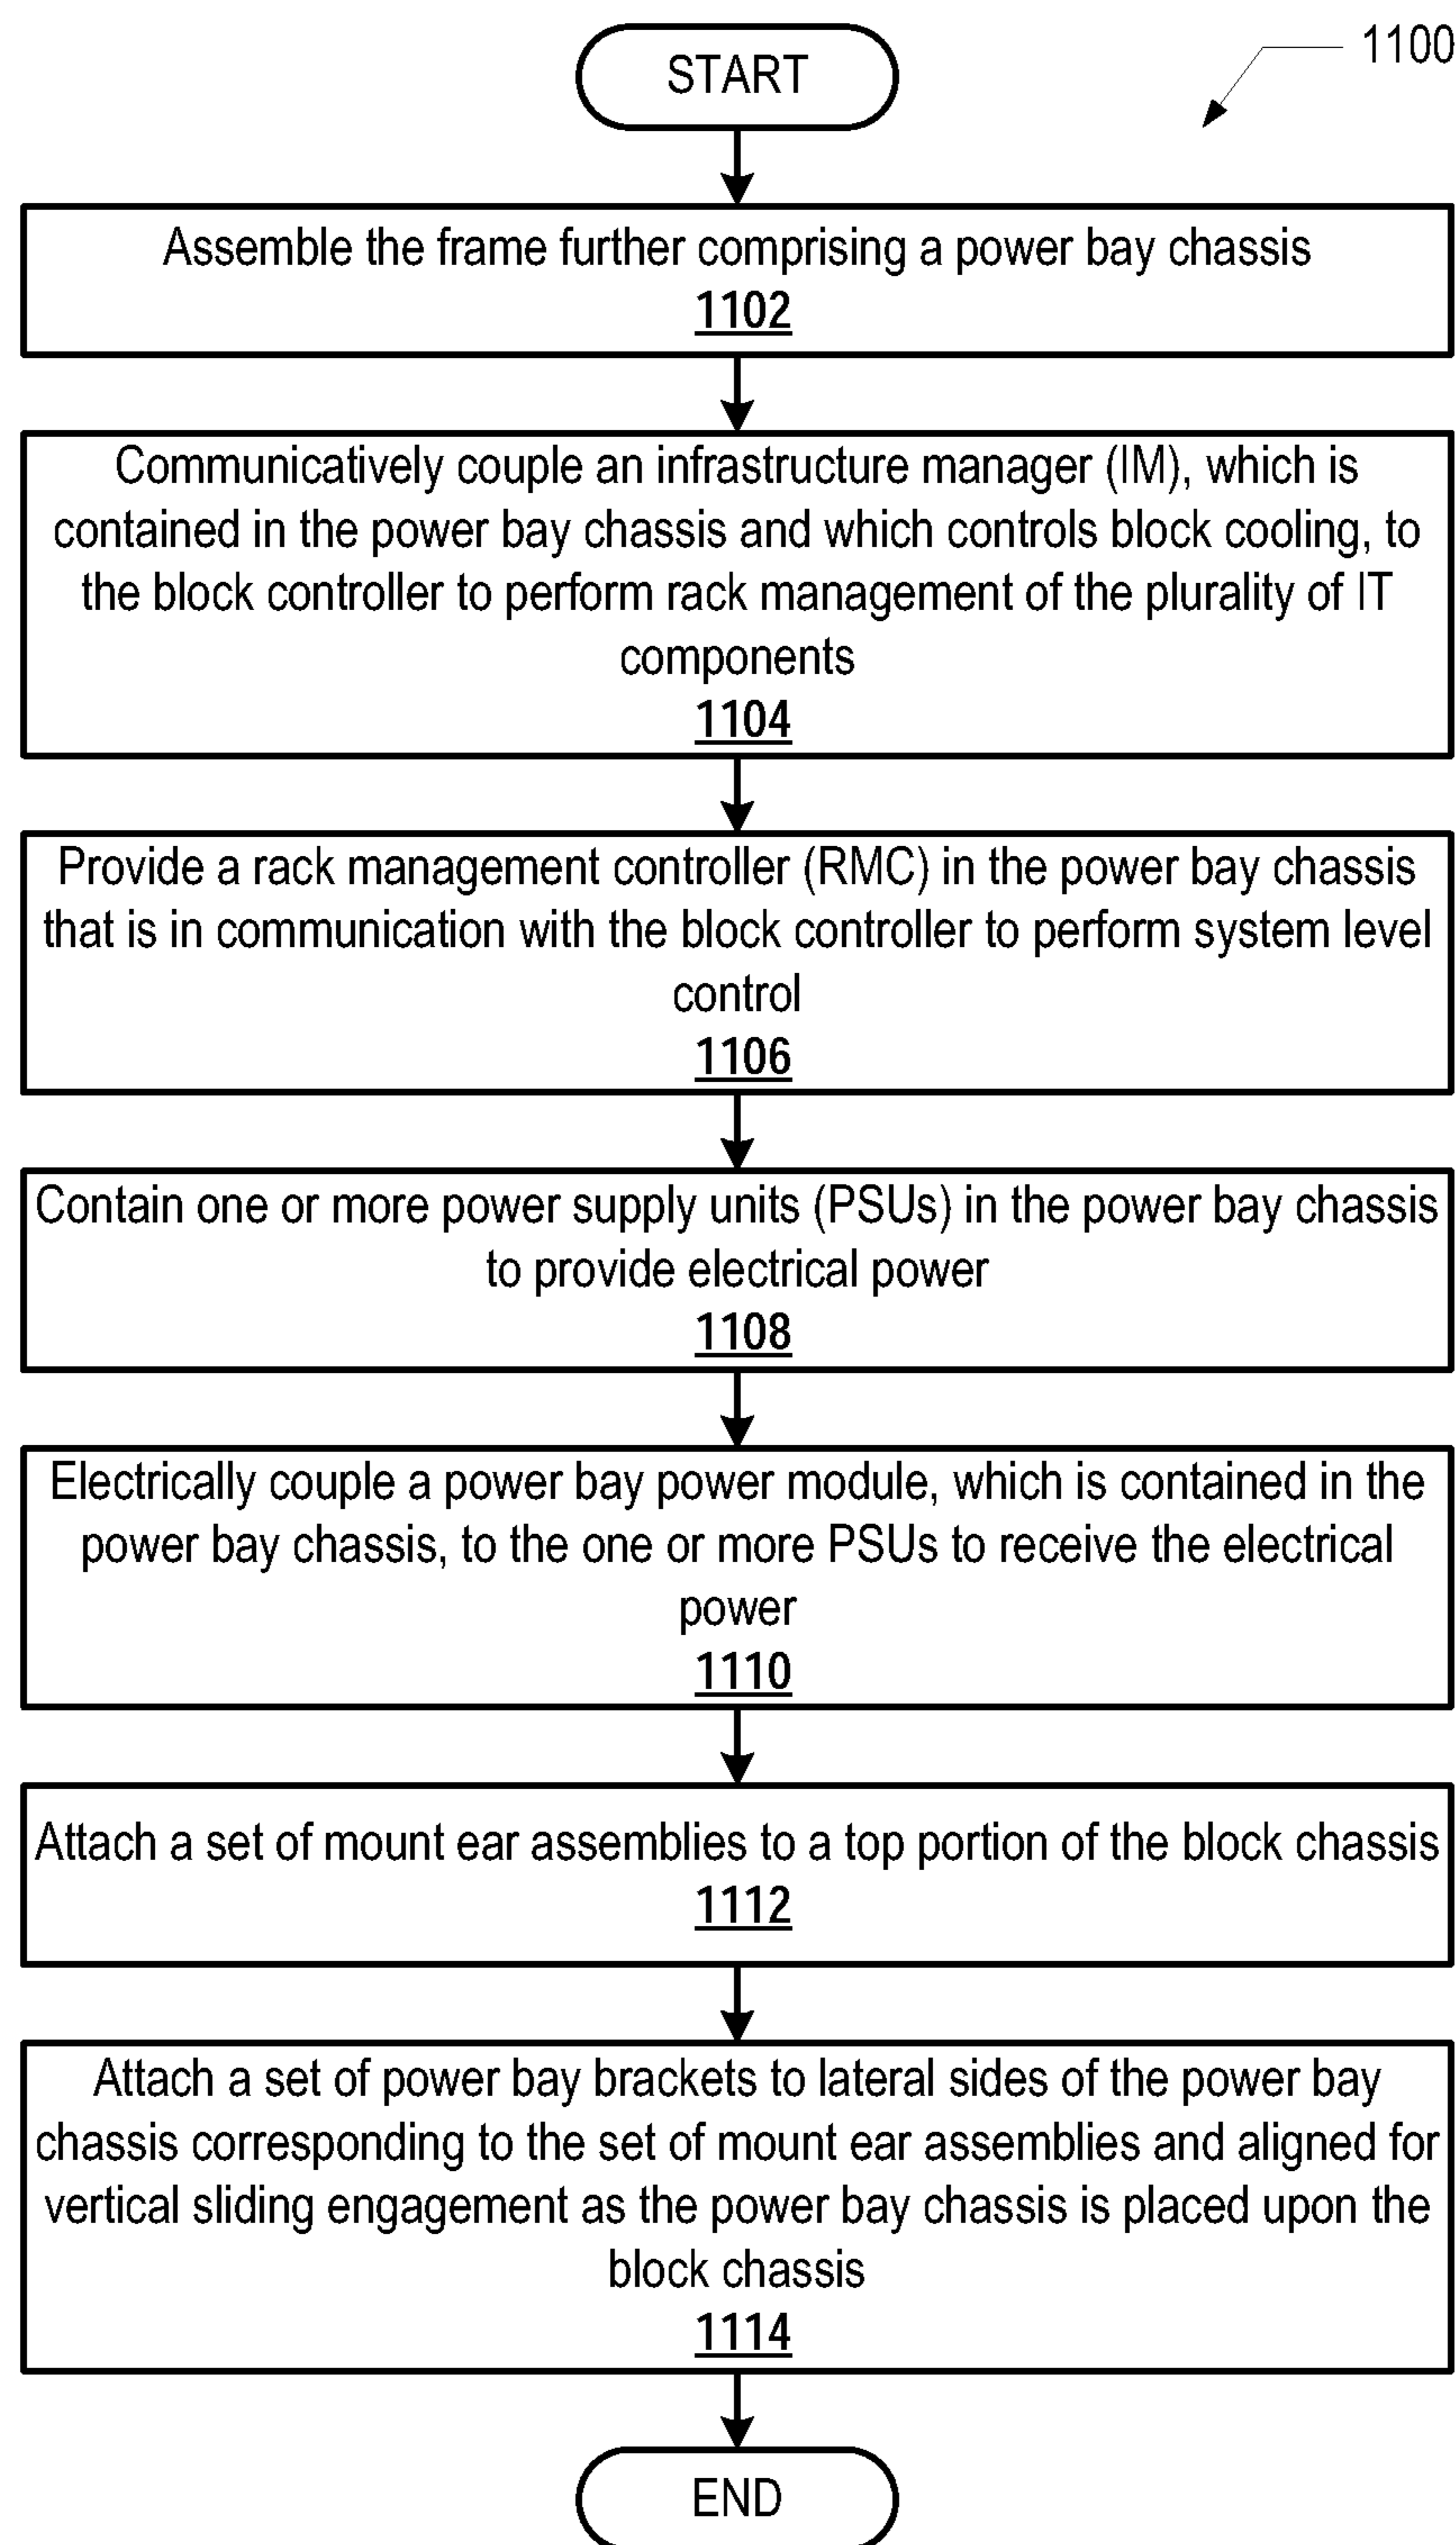 START
1100
Assemble the frame further comprising a power bay chassis
1102
Communicatively couple an infrastructure manager (IM), which is
contained in the power bay chassis and which controls block cooling, to
the block controller to perform rack management of the plurality of IT
components
1104
Provide a rack management controller (RMC) in the power bay chassis
that is in communication with the block controller to perform system level
control
1106
Contain one or more power supply units (PSUs) in the power bay chassis
to provide electrical power
1108
Electrically couple a power bay power module, which is contained in the
power bay chassis, to the one or more PSUs to receive the electrical
power
1110
Attach a set of mount ear assemblies to a top portion of the block chassis
1112
Attach a set of power bay brackets to lateral sides of the power bay
chassis corresponding to the set of mount ear assemblies and aligned for
vertical sliding engagement as the power bay chassis is placed upon the
block chassis
1114
END